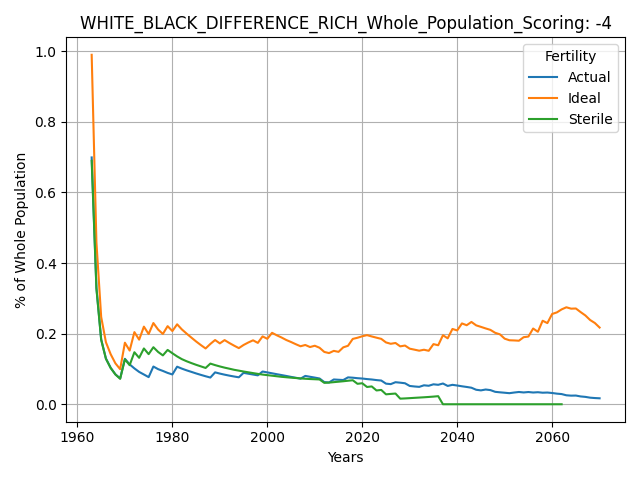 WHITE_BLACK_DIFFERENCE_RICH_Whole_Population_Scoring: -4
1.0
0.8
0.6
0.4
0.2
0.0
% of Whole Population
Fertility
Actual
Ideal
Sterile
1960
1980
2000
2020
2040
2060
Years